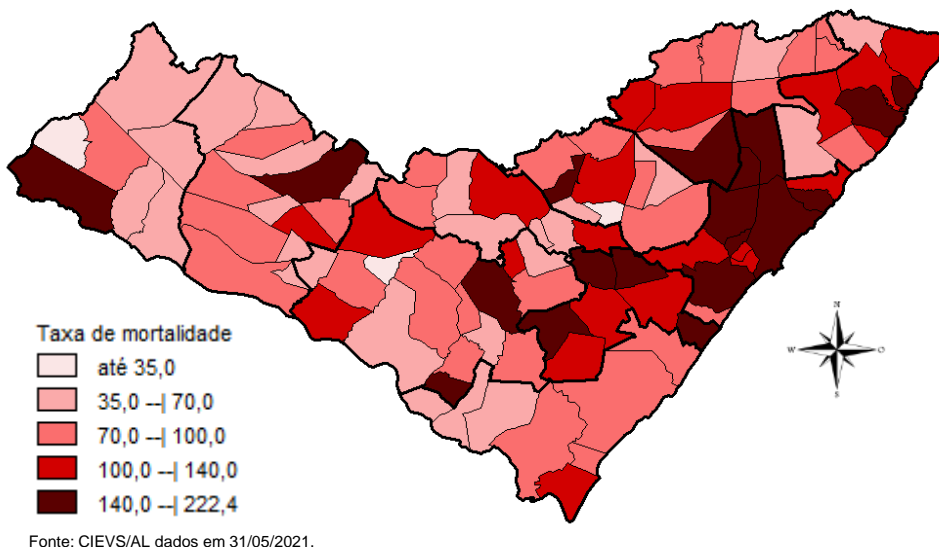 Taxa de mortalidade
até 35,0
35,0 --| 70,0
70,0 --| 100,0
100,0 --| 140,0
140,0 --| 222,4
N
W O
S
Fonte: CIEVS/AL dados em 31/05/2021.